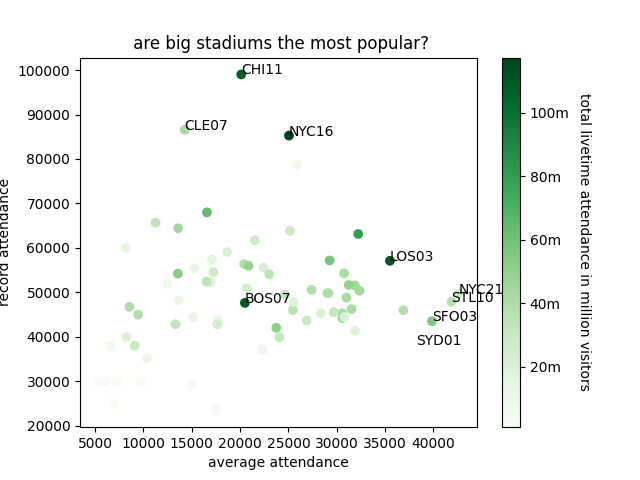 are big stadiums the most popular?
100000
90000
80000
70000
60000
50000
40000
30000
20000
record attendance
CHI11
CLE07
NYC16
LOS03
NYC21
BOS07
STL10
SFO03
SYD01
5000 10000 15000 20000 25000 30000 35000 40000
average attendance
100m
80m
60m
40m
20m
total livetime attendance in million visitors